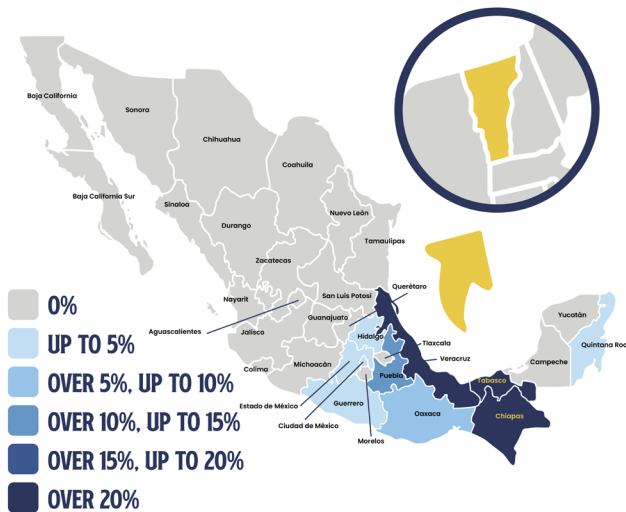 Baja California
Sonora
Chihuahua
Coahuila
Baja California Sur
Sinaloa
Nuevo León
Durango
Tamaulipas
Zacatecas
Querètaro
San Luis Potosí
Nayarit
Guanajuato
Aguascalientes
Jalisco
Hidalgo
Yucatán
Tlaxcala
Quintana Roo
Veracruz
Michoacàn
Campeche
Colima
Puebla
Tabasco
Estado de México
Guerrero
Oaxaca
Chiapas
Ciudad de México
Morelos
0%
UP TO 5%
OVER 5%, UP TO 10%
OVER 10%, UP TO 15%
OVER 15%, UP TO 20%
OVER 20%